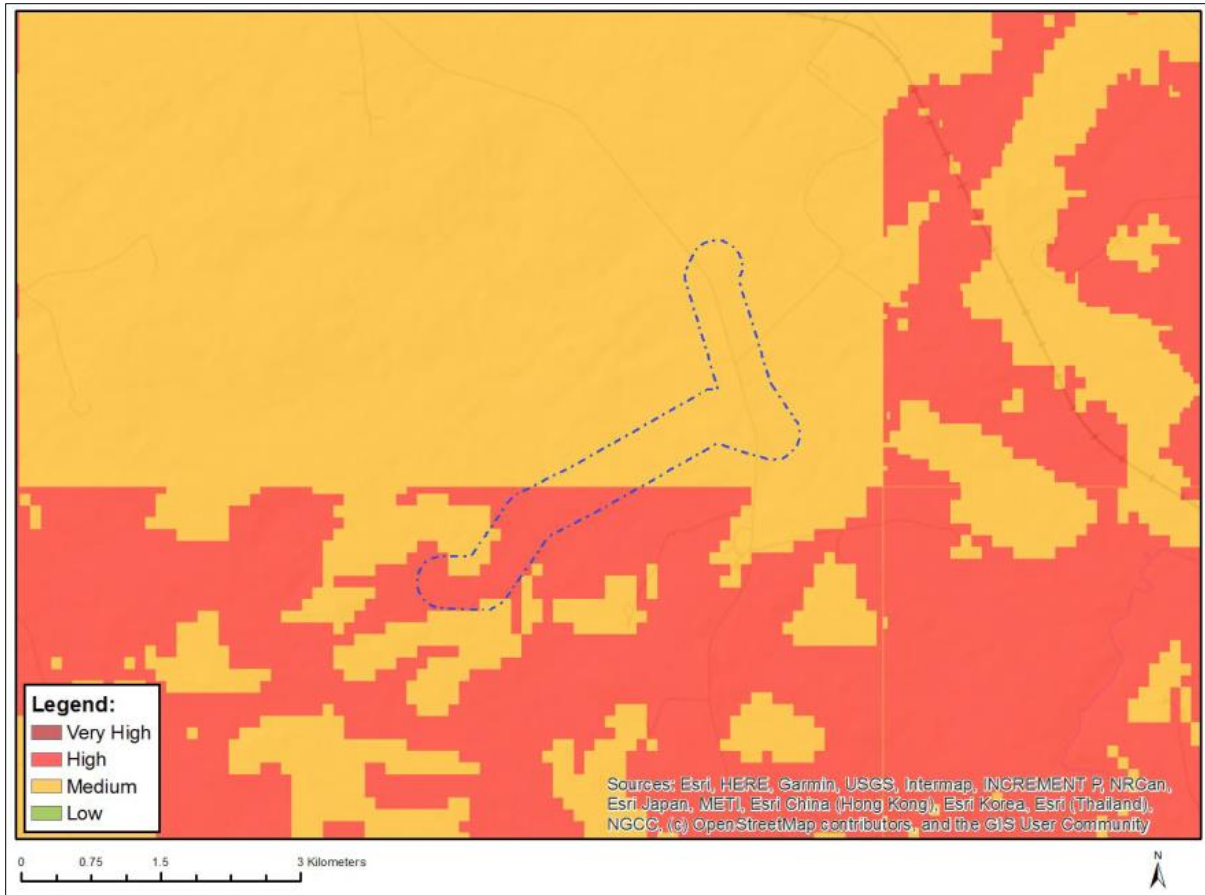 Legend:
Very High
High
Medium
Low
Sources: Esri, HERE, Garmin, USGS, Intermap, INCREMENT P, NRCan,
Esri Japan, METI, Esri China (Hong Kong), Esri Korea, Esri (Thailand),
NGCC, (c) OpenStreetMap contributors, and the GIS User Community
0 0.75 1.5 3 Kilometers
N